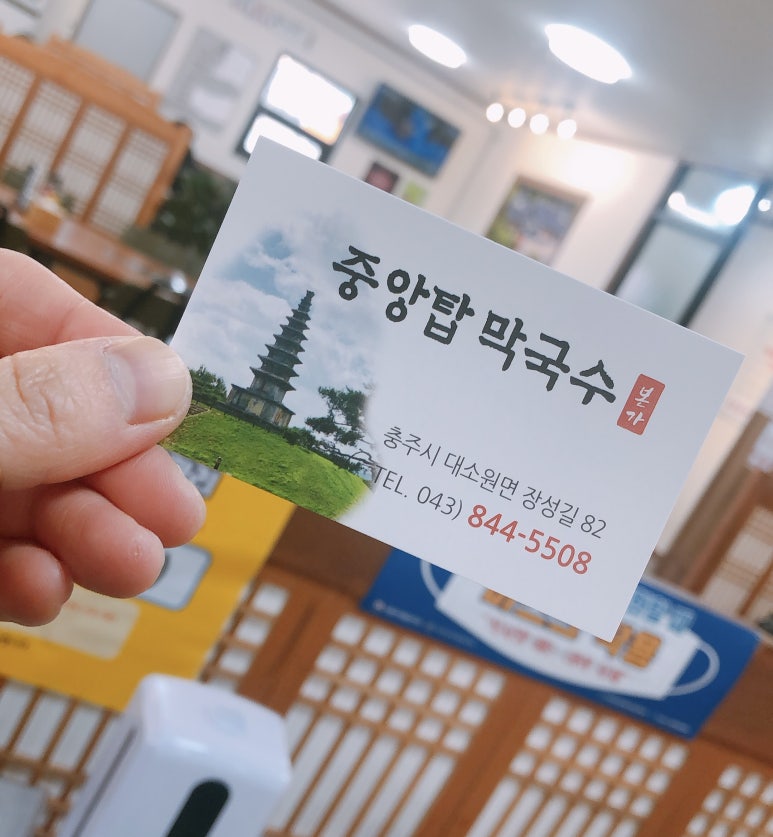 중앙탑 막국수 본가
충주시 대소원면 장성길 82
TEL. 043) 844-5508